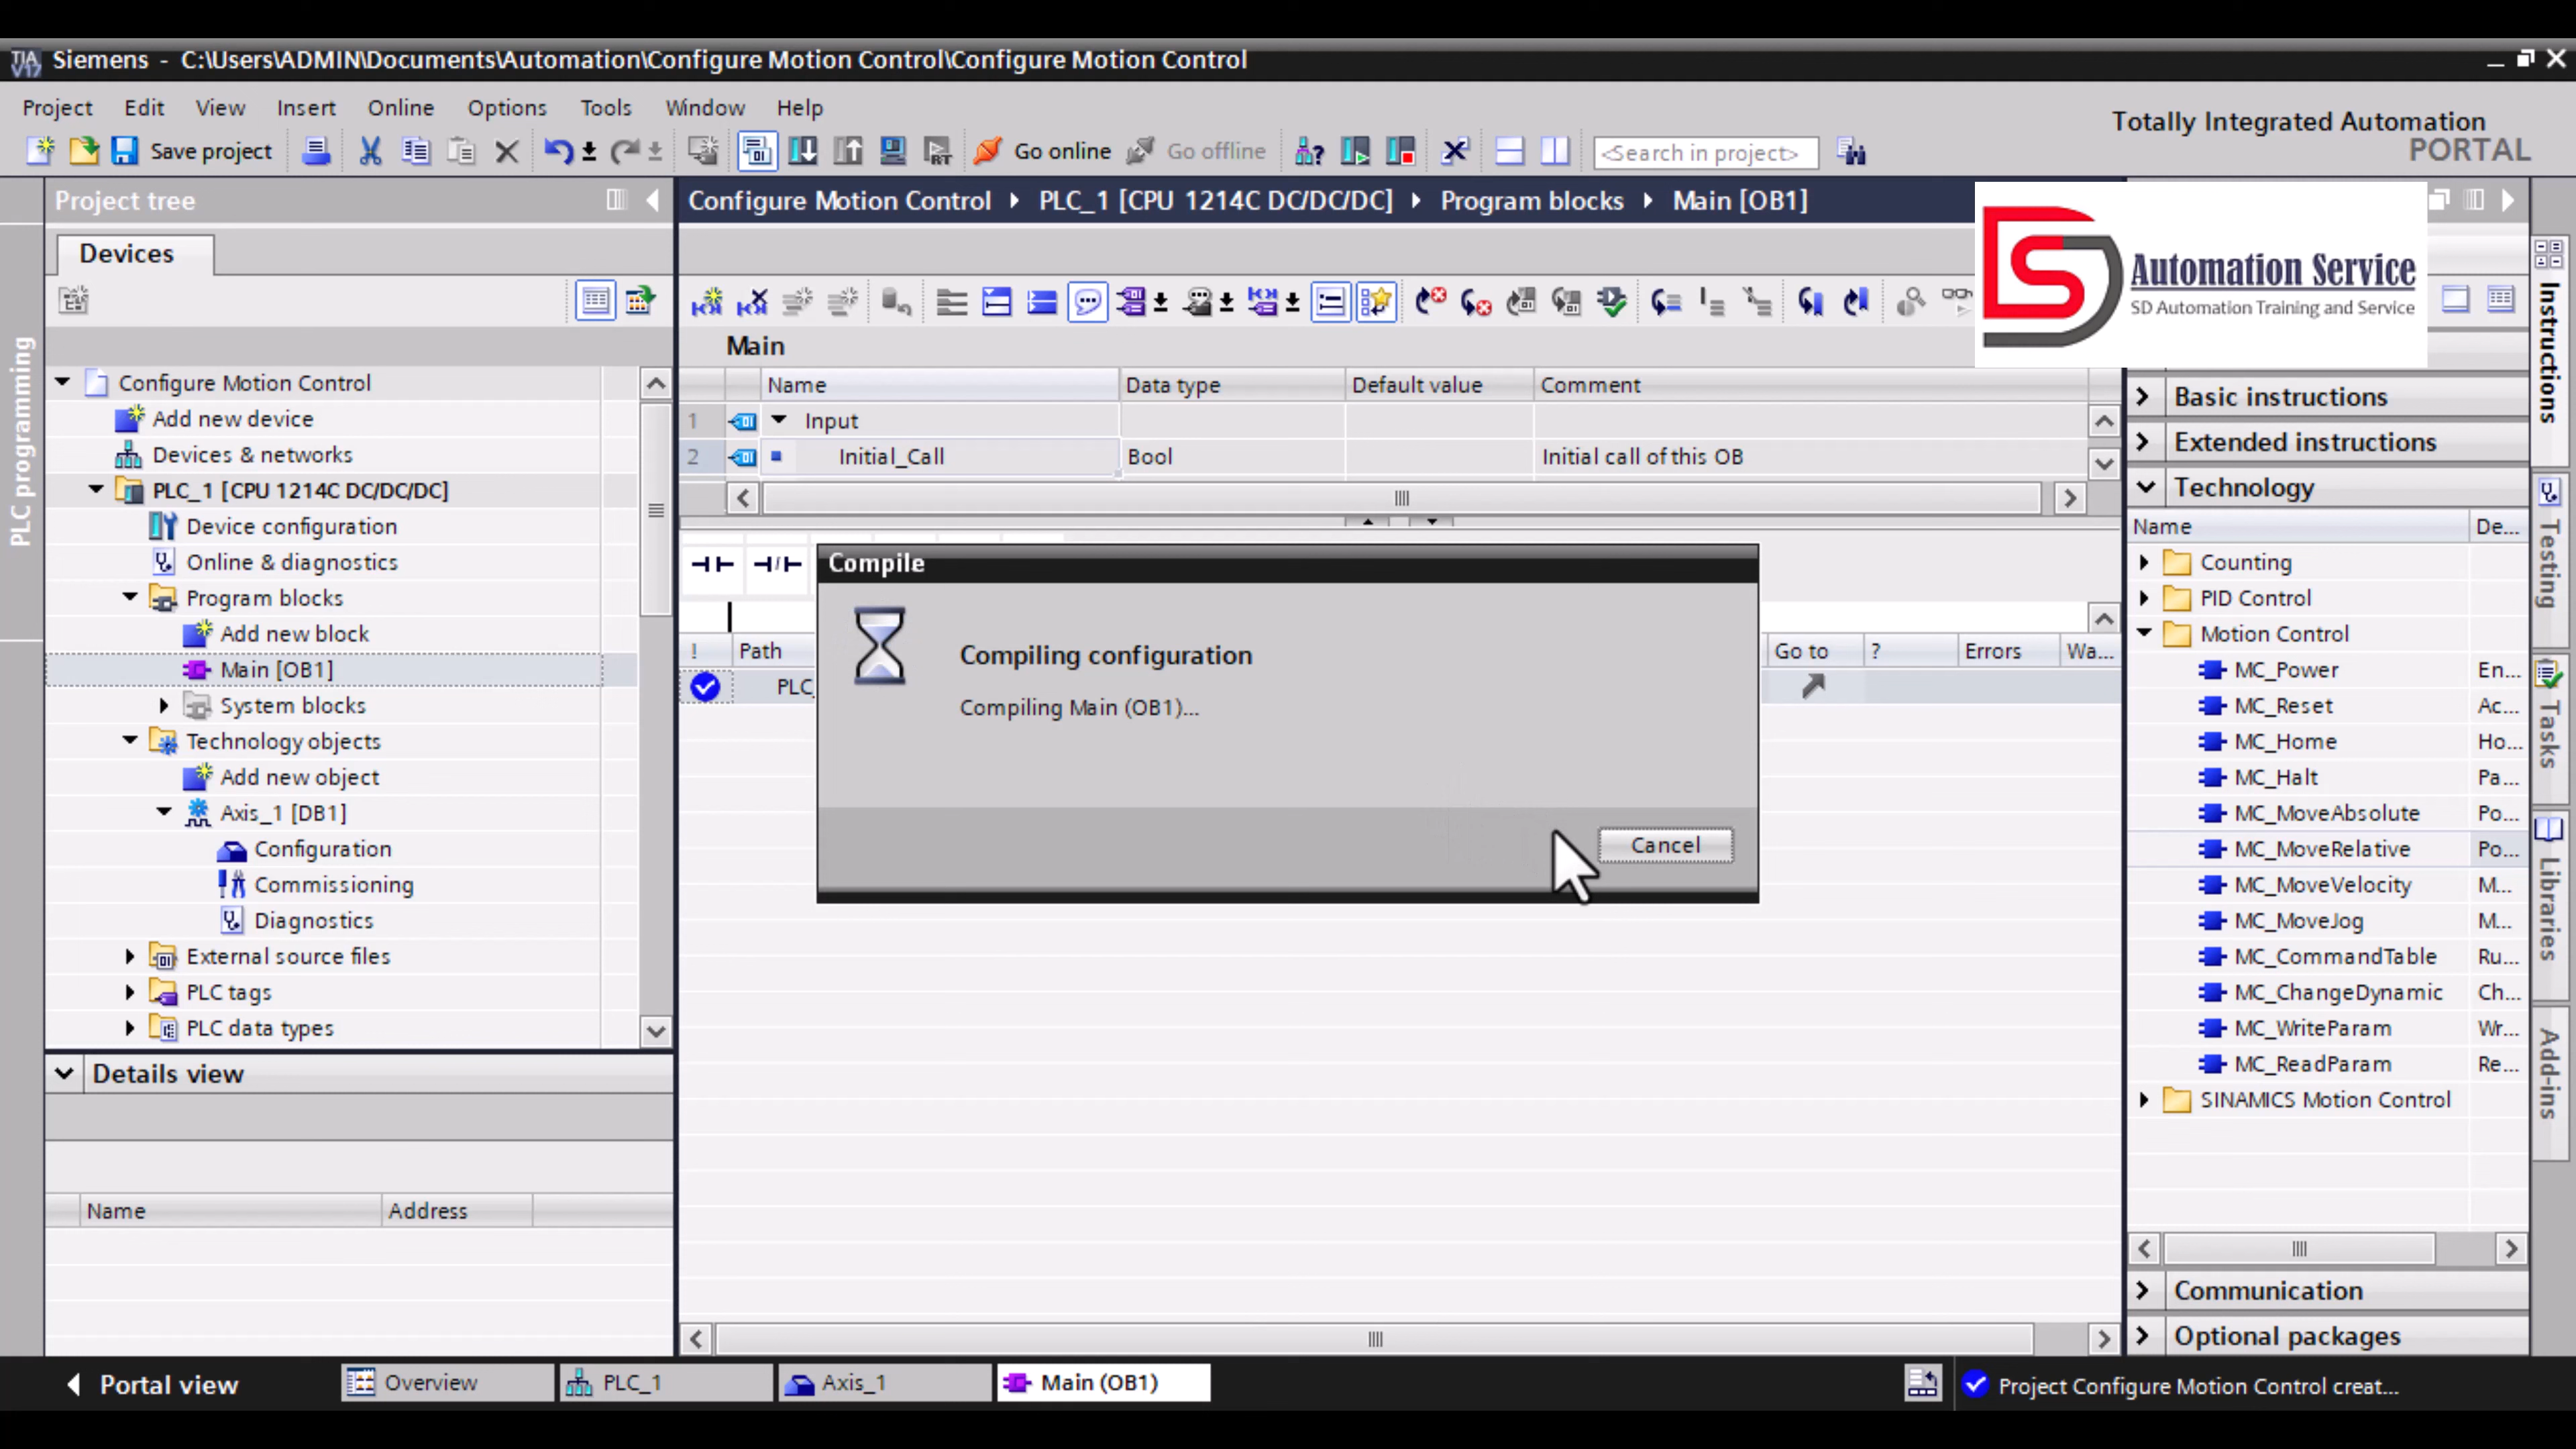 Siemens - C:\Users\ADMIN\Documents\Automation\Configure Motion Control\Configure Motion Control
Project Edit View Insert Online Options Tools Window Help
Totally Integrated Automation
PORTAL
Save project
Go online
Go offline
<Search in project>
Project tree
Configure Motion Control PLC_1 [CPU 1214C DC/DC/DC] Program blocks Main [OB1]
Devices
Automation Service
SD Automation Training and Service
PLC programming
Configure Motion Control
Add new device
Devices & networks
PLC_1 [CPU 1214C DC/DC/DC]
Device configuration
Online & diagnostics
Program blocks
Add new block
Main [OB1]
System blocks
Technology objects
Add new object
Axis_1 [DB1]
Configuration
Commissioning
Diagnostics
External source files
PLC tags
PLC data types
Details view
Name Address
Main
Name Data type Default value Comment
1 Input
2 Initial_Call Bool Initial call of this OB
! Path Go to ? Errors Wa...
PLC_
Compile
Compiling configuration
Compiling Main (OB1)...
Cancel
Basic instructions
Extended instructions
Technology
Name De...
Counting
PID Control
Motion Control
MC_Power En...
MC_Reset Ac...
MC_Home Ho...
MC_Halt Pa...
MC_MoveAbsolute Po...
MC_MoveRelative Po...
MC_MoveVelocity M...
MC_MoveJog M...
MC_CommandTable Ru...
MC_ChangeDynamic Ch...
MC_WriteParam Wr...
MC_ReadParam Re...
SINAMICS Motion Control
Communication
Optional packages
Instructions
Testing
Tasks
Libraries
Add-ins
Portal view
Overview
PLC_1
Axis_1
Main (OB1)
Project Configure Motion Control creat...